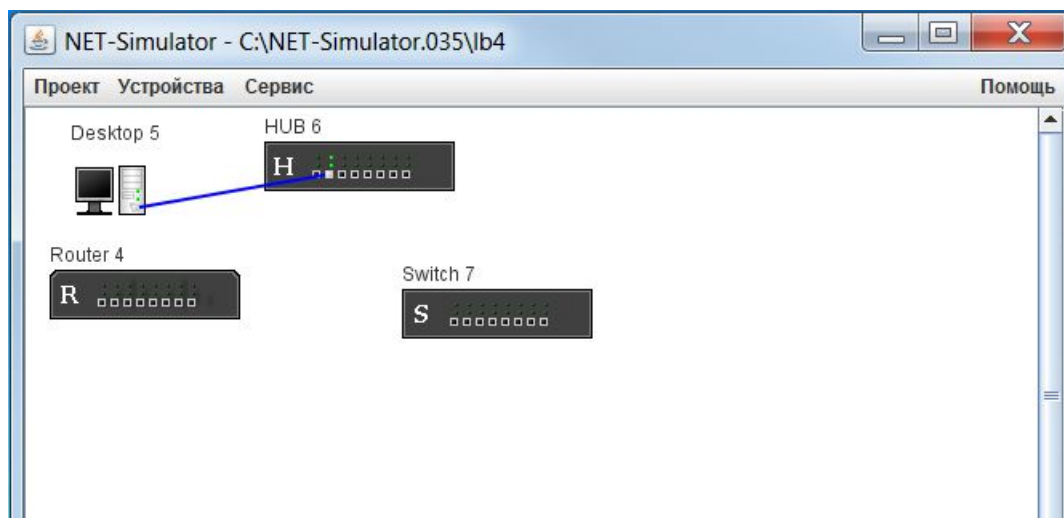 NET-Simulator - C:\NET-Simulator.035\lb4
Проект Устройства Сервис Помощь
Desktop 5
HUB 6
H
Router 4
R
Switch 7
S